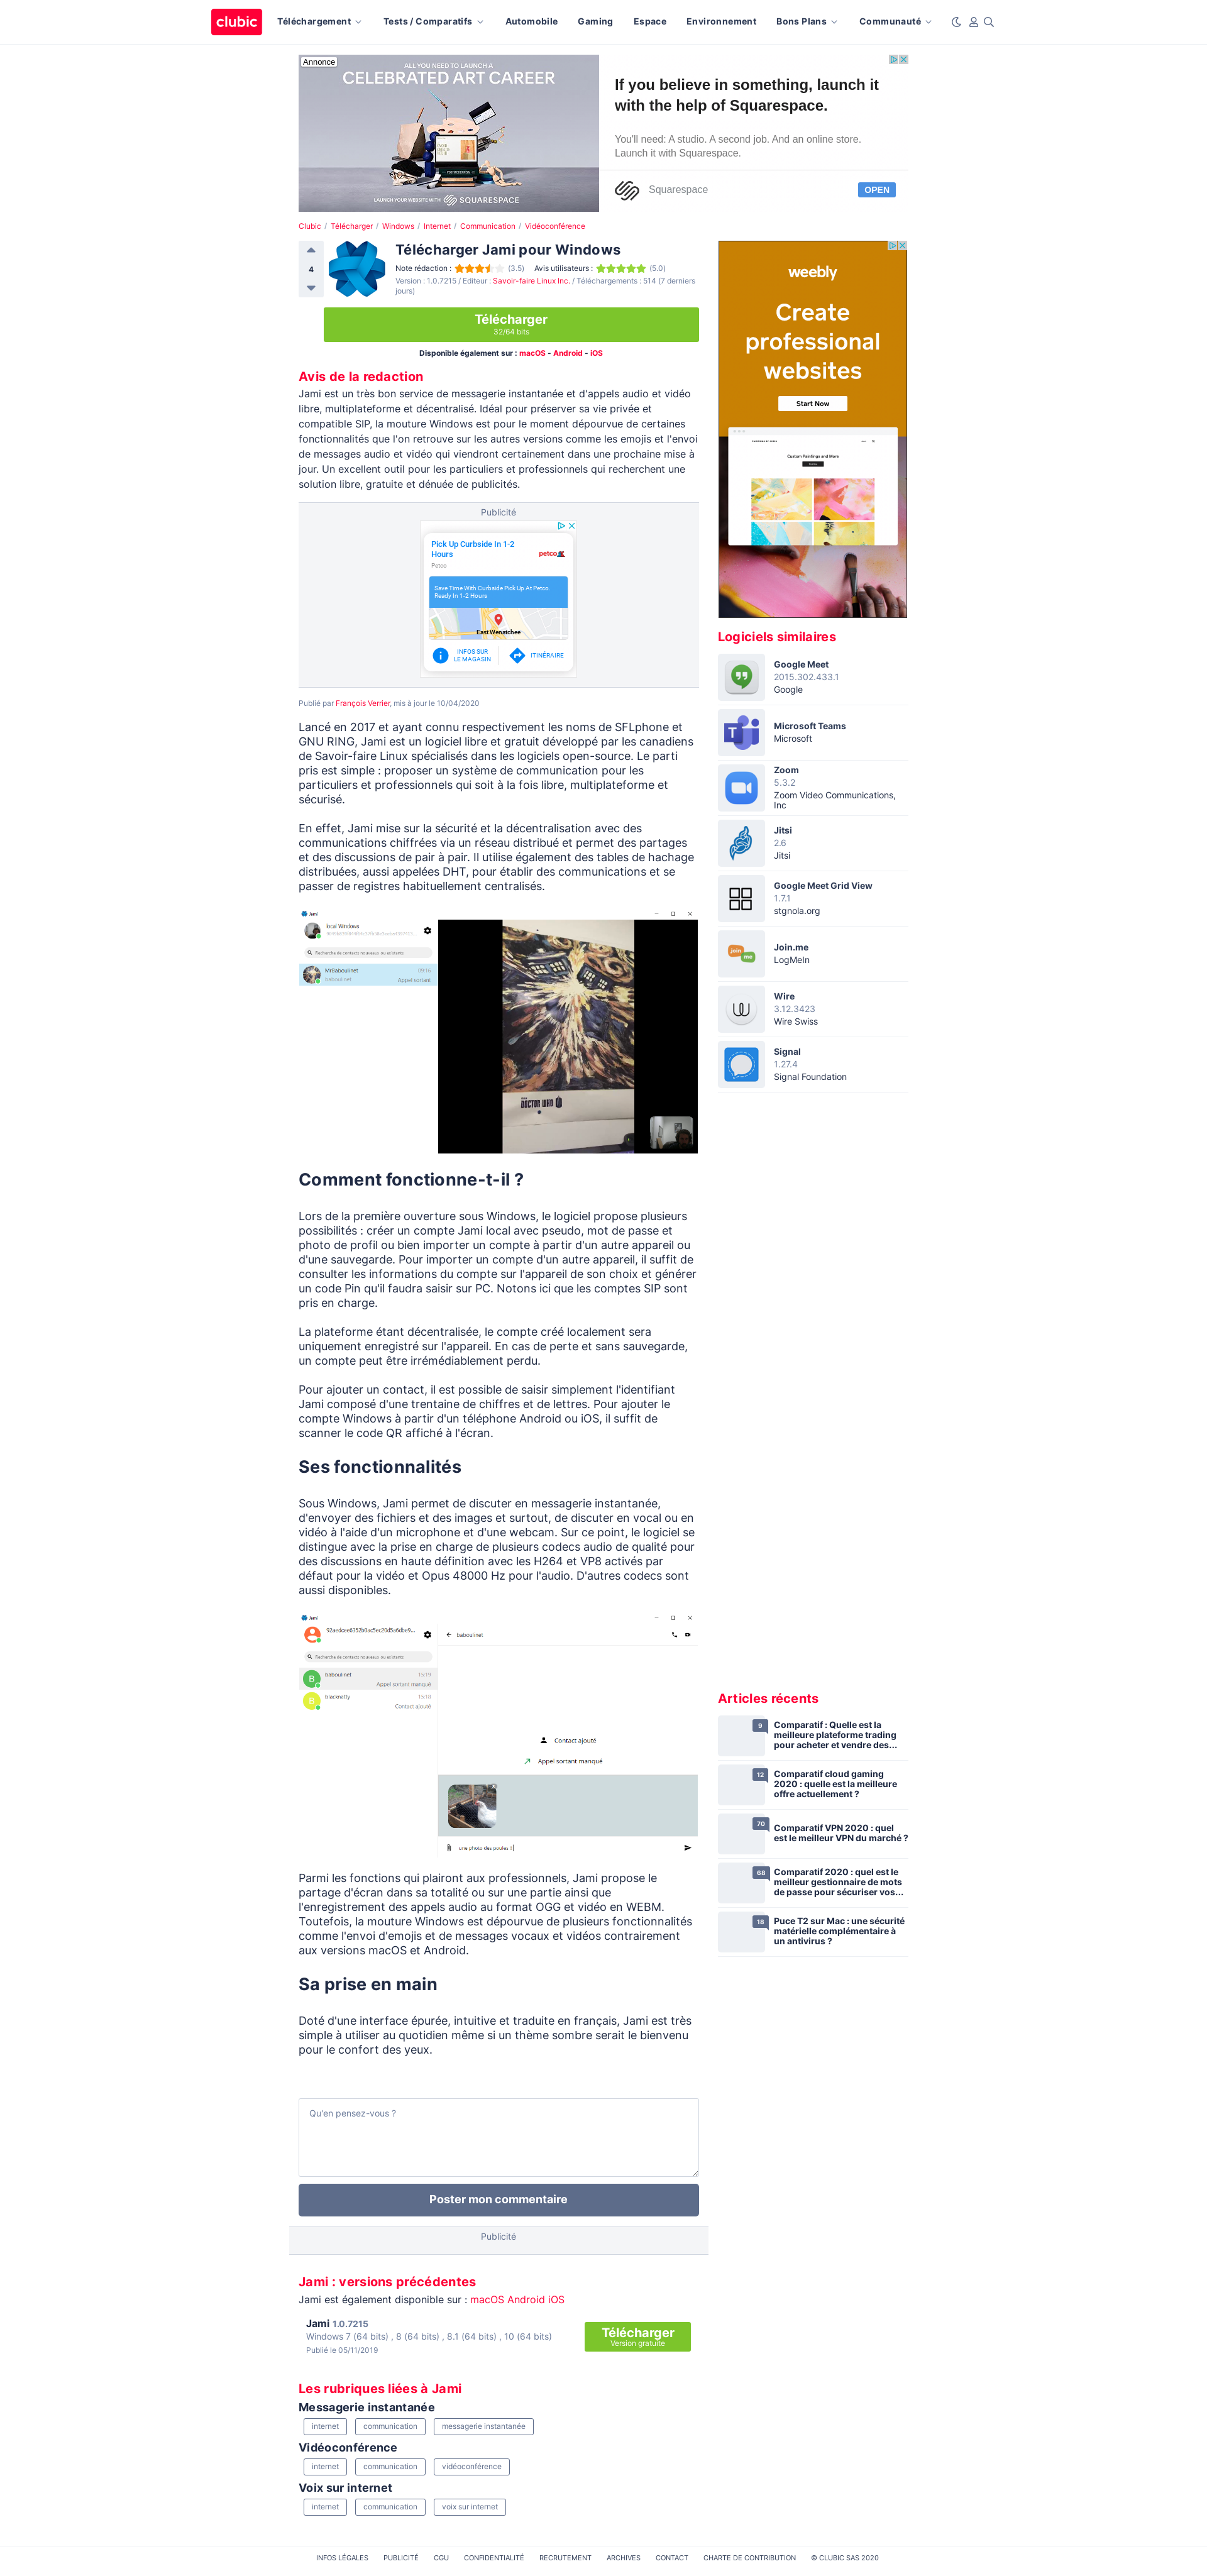 clubic
Téléchargement
Tests / Comparatifs
Automobile
Gaming
Espace
Environnement
Bons Plans
Communauté
Annonce
ALL YOU NEED TO LAUNCH A
CELEBRATED ART CAREER
LAUNCH YOUR WEBSITE WITH SQUARESPACE
If you believe in something, launch it
with the help of Squarespace.
You'll need: A studio. A second job. And an online store.
Launch it with Squarespace.
Squarespace
OPEN
Clubic / Télécharger / Windows / Internet / Communication / Vidéoconférence
4
Télécharger Jami pour Windows
Note rédaction : (3.5) Avis utilisateurs : (5.0)
Version : 1.0.7215 / Editeur : Savoir-faire Linux Inc. / Téléchargements : 514 (7 derniers
jours)
Télécharger
32/64 bits
Disponible également sur : macOS - Android - iOS
Avis de la redaction
Jami est un très bon service de messagerie instantanée et d'appels audio et vidéo
libre, multiplateforme et décentralisé. Idéal pour préserver sa vie privée et
compatible SIP, la mouture Windows est pour le moment dépourvue de certaines
fonctionnalités que l'on retrouve sur les autres versions comme les emojis et l'envoi
de messages audio et vidéo qui viendront certainement dans une prochaine mise à
jour. Un excellent outil pour les particuliers et professionnels qui recherchent une
solution libre, gratuite et dénuée de publicités.
Publicité
Pick Up Curbside In 1-2
Hours
Petco
petco
Save Time With Curbside Pick Up At Petco.
Ready In 1-2 Hours
East Wenatchee
INFOS SUR
LE MAGASIN
ITINÉRAIRE
Publié par François Verrier, mis à jour le 10/04/2020
Lancé en 2017 et ayant connu respectivement les noms de SFLphone et
GNU RING, Jami est un logiciel libre et gratuit développé par les canadiens
de Savoir-faire Linux spécialisés dans les logiciels open-source. Le parti
pris est simple : proposer un système de communication pour les
particuliers et professionnels qui soit à la fois libre, multiplateforme et
sécurisé.
En effet, Jami mise sur la sécurité et la décentralisation avec des
communications chiffrées via un réseau distribué et permet des partages
et des discussions de pair à pair. Il utilise également des tables de hachage
distribuées, aussi appelées DHT, pour établir des communications et se
passer de registres habituellement centralisés.
Jami
local Windows
Recherche de contacts nouveaux ou existants
Mrlilaboulinet
baboulinet
Appel sortant
DOCTOR WHO
Comment fonctionne-t-il ?
Lors de la première ouverture sous Windows, le logiciel propose plusieurs
possibilités : créer un compte Jami local avec pseudo, mot de passe et
photo de profil ou bien importer un compte à partir d'un autre appareil ou
d'une sauvegarde. Pour importer un compte d'un autre appareil, il suffit de
consulter les informations du compte sur l'appareil de son choix et générer
un code Pin qu'il faudra saisir sur PC. Notons ici que les comptes SIP sont
pris en charge.
La plateforme étant décentralisée, le compte créé localement sera
uniquement enregistré sur l'appareil. En cas de perte et sans sauvegarde,
un compte peut être irrémédiablement perdu.
Pour ajouter un contact, il est possible de saisir simplement l'identifiant
Jami composé d'une trentaine de chiffres et de lettres. Pour ajouter le
compte Windows à partir d'un téléphone Android ou iOS, il suffit de
scanner le code QR affiché à l'écran.
Ses fonctionnalités
Sous Windows, Jami permet de discuter en messagerie instantanée,
d'envoyer des fichiers et des images et surtout, de discuter en vocal ou en
vidéo à l'aide d'un microphone et d'une webcam. Sur ce point, le logiciel se
distingue avec la prise en charge de plusieurs codecs audio de qualité pour
des discussions en haute définition avec les H264 et VP8 activés par
défaut pour la vidéo et Opus 48000 Hz pour l'audio. D'autres codecs sont
aussi disponibles.
Jami
Recherche de contacts nouveaux ou existants
B baboulinet 15:19
Appel sortant manqué
B blacknally 15:18
Contact ajouté
baboulinet
Contact ajouté
Appel sortant manqué
une photo des poules !
Parmi les fonctions qui plairont aux professionnels, Jami propose le
partage d'écran dans sa totalité ou sur une partie ainsi que
l'enregistrement des appels audio au format OGG et vidéo en WEBM.
Toutefois, la mouture Windows est dépourvue de plusieurs fonctionnalités
comme l'envoi d'emojis et de messages vocaux et vidéos contrairement
aux versions macOS et Android.
Sa prise en main
Doté d'une interface épurée, intuitive et traduite en français, Jami est très
simple à utiliser au quotidien même si un thème sombre serait le bienvenu
pour le confort des yeux.
Qu'en pensez-vous ?
Poster mon commentaire
Publicité
Jami : versions précédentes
Jami est également disponible sur : macOS Android iOS
Jami 1.0.7215
Windows 7 (64 bits) , 8 (64 bits) , 8.1 (64 bits) , 10 (64 bits)
Publié le 05/11/2019
Télécharger
Version gratuite
Les rubriques liées à Jami
Messagerie instantanée
internet
communication
messagerie instantanée
Vidéoconférence
internet
communication
vidéoconférence
Voix sur internet
internet
communication
voix sur internet
weebly
Create
professional
websites
Start Now
Custom Paintings and More
Logiciels similaires
Google Meet
2015.302.433.1
Google
Microsoft Teams
Microsoft
Zoom
5.3.2
Zoom Video Communications,
Inc
Jitsi
2.6
Jitsi
Google Meet Grid View
1.7.1
stgnola.org
join me
Join.me
LogMeIn
Wire
3.12.3423
Wire Swiss
Signal
1.27.4
Signal Foundation
Articles récents
9
Comparatif : Quelle est la
meilleure plateforme trading
pour acheter et vendre des...
12
Comparatif cloud gaming
2020 : quelle est la meilleure
offre actuellement ?
70
Comparatif VPN 2020 : quel
est le meilleur VPN du marché ?
68
Comparatif 2020 : quel est le
meilleur gestionnaire de mots
de passe pour sécuriser vos...
18
Puce T2 sur Mac : une sécurité
matérielle complémentaire à
un antivirus ?
INFOS LÉGALES
PUBLICITÉ
CGU
CONFIDENTIALITÉ
RECRUTEMENT
ARCHIVES
CONTACT
CHARTE DE CONTRIBUTION
© CLUBIC SAS 2020